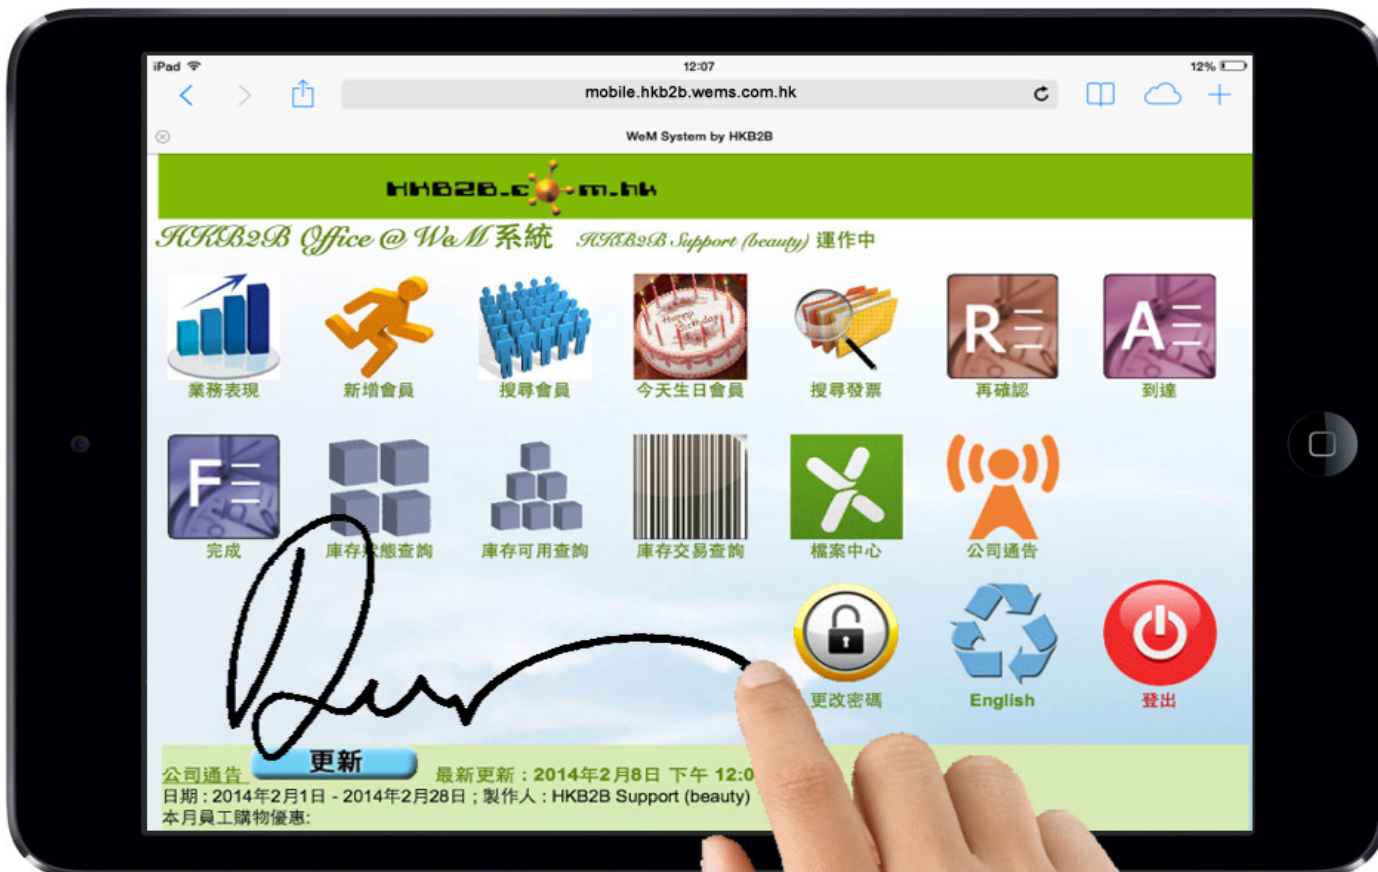 iPad 12:07 12%
mobile.hkb2b.wems.com.hk
WeM System by HKB2B
HKB2B.com.hk
HKB2B Office @ WeM 系統 HKB2B Support (beauty) 運作中
Happy Birthday
R A
業務表現 新增會員 搜尋會員 今天生日會員 搜尋發票 再確認 到達
F
完成 庫存狀態查詢 庫存可用查詢 庫存交易查詢 檔案中心 公司通告
更改密碼 English 登出
公司通告 更新 最新更新 : 2014年2月8日 下午 12:0
日期 : 2014年2月1日 - 2014年2月28日 ; 製作人 : HKB2B Support (beauty)
本月員工購物優惠: